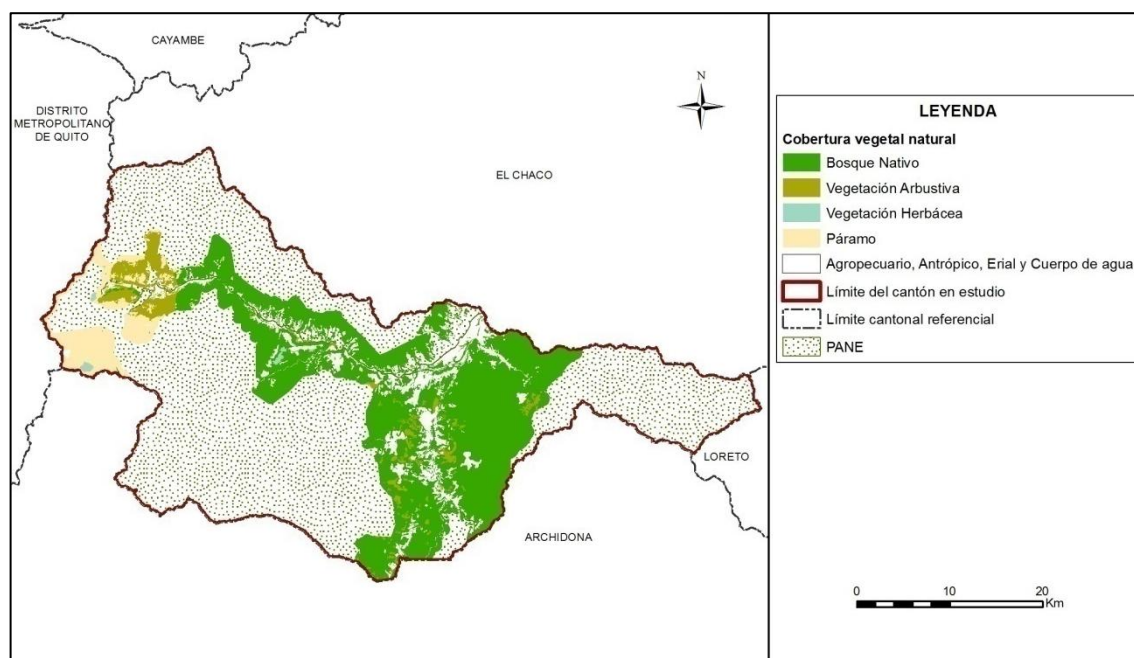 CAYAMBE
DISTRITO
METROPOLITANO
DE QUITO
N
EL CHACO
LORETO
ARCHIDONA
LEYENDA
Cobertura vegetal natural
Bosque Nativo
Vegetación Arbustiva
Vegetación Herbácea
Páramo
Agropecuario, Antrópico, Erial y Cuerpo de agua
Límite del cantón en estudio
Límite cantonal referencial
PANE
0 10 20
Km